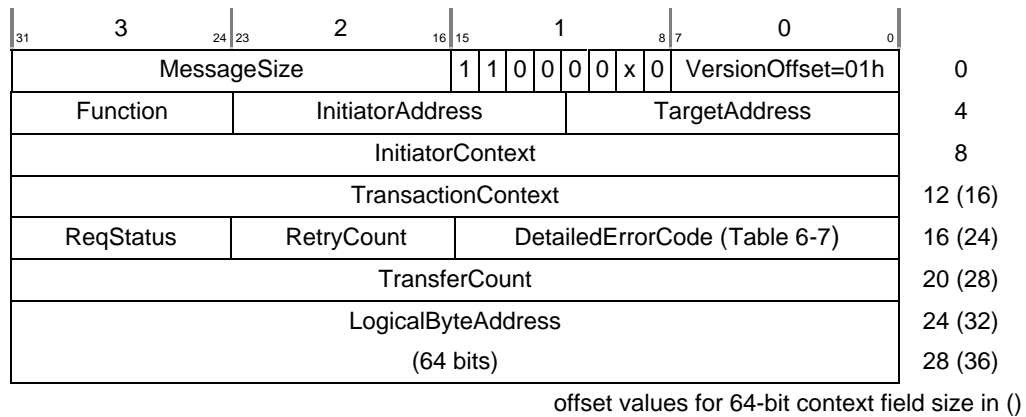 3 2 1 0
31 24 23 16 15 8 7 0
MessageSize 1 1 0 0 0 0 x 0 VersionOffset=01h 0
Function InitiatorAddress TargetAddress 4
InitiatorContext 8
TransactionContext 12 (16)
ReqStatus RetryCount DetailedErrorCode (Table 6-7) 16 (24)
TransferCount 20 (28)
LogicalByteAddress 24 (32)
(64 bits) 28 (36)
offset values for 64-bit context field size in ()